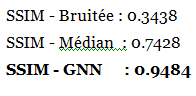 SSIM - Bruitée : 0.3438
SSIM - Médian : 0.7428
SSIM - GNN : 0.9484